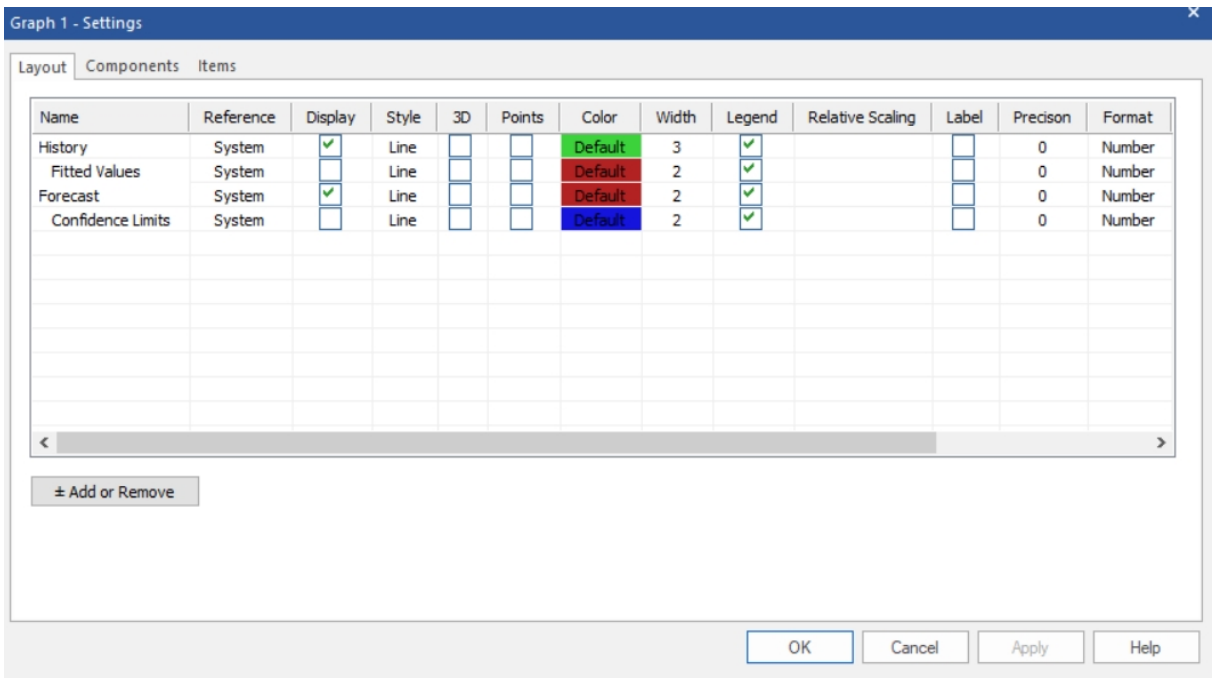 Graph 1 - Settings
Layout Components Items
Name Reference Display Style 3D Points Color Width Legend Relative Scaling Label Precison Format
History System Line Default 3 0 Number
Fitted Values System Line Default 2 0 Number
Forecast System Line Default 2 0 Number
Confidence Limits System Line Default 2 0 Number
± Add or Remove
OK Cancel Apply Help